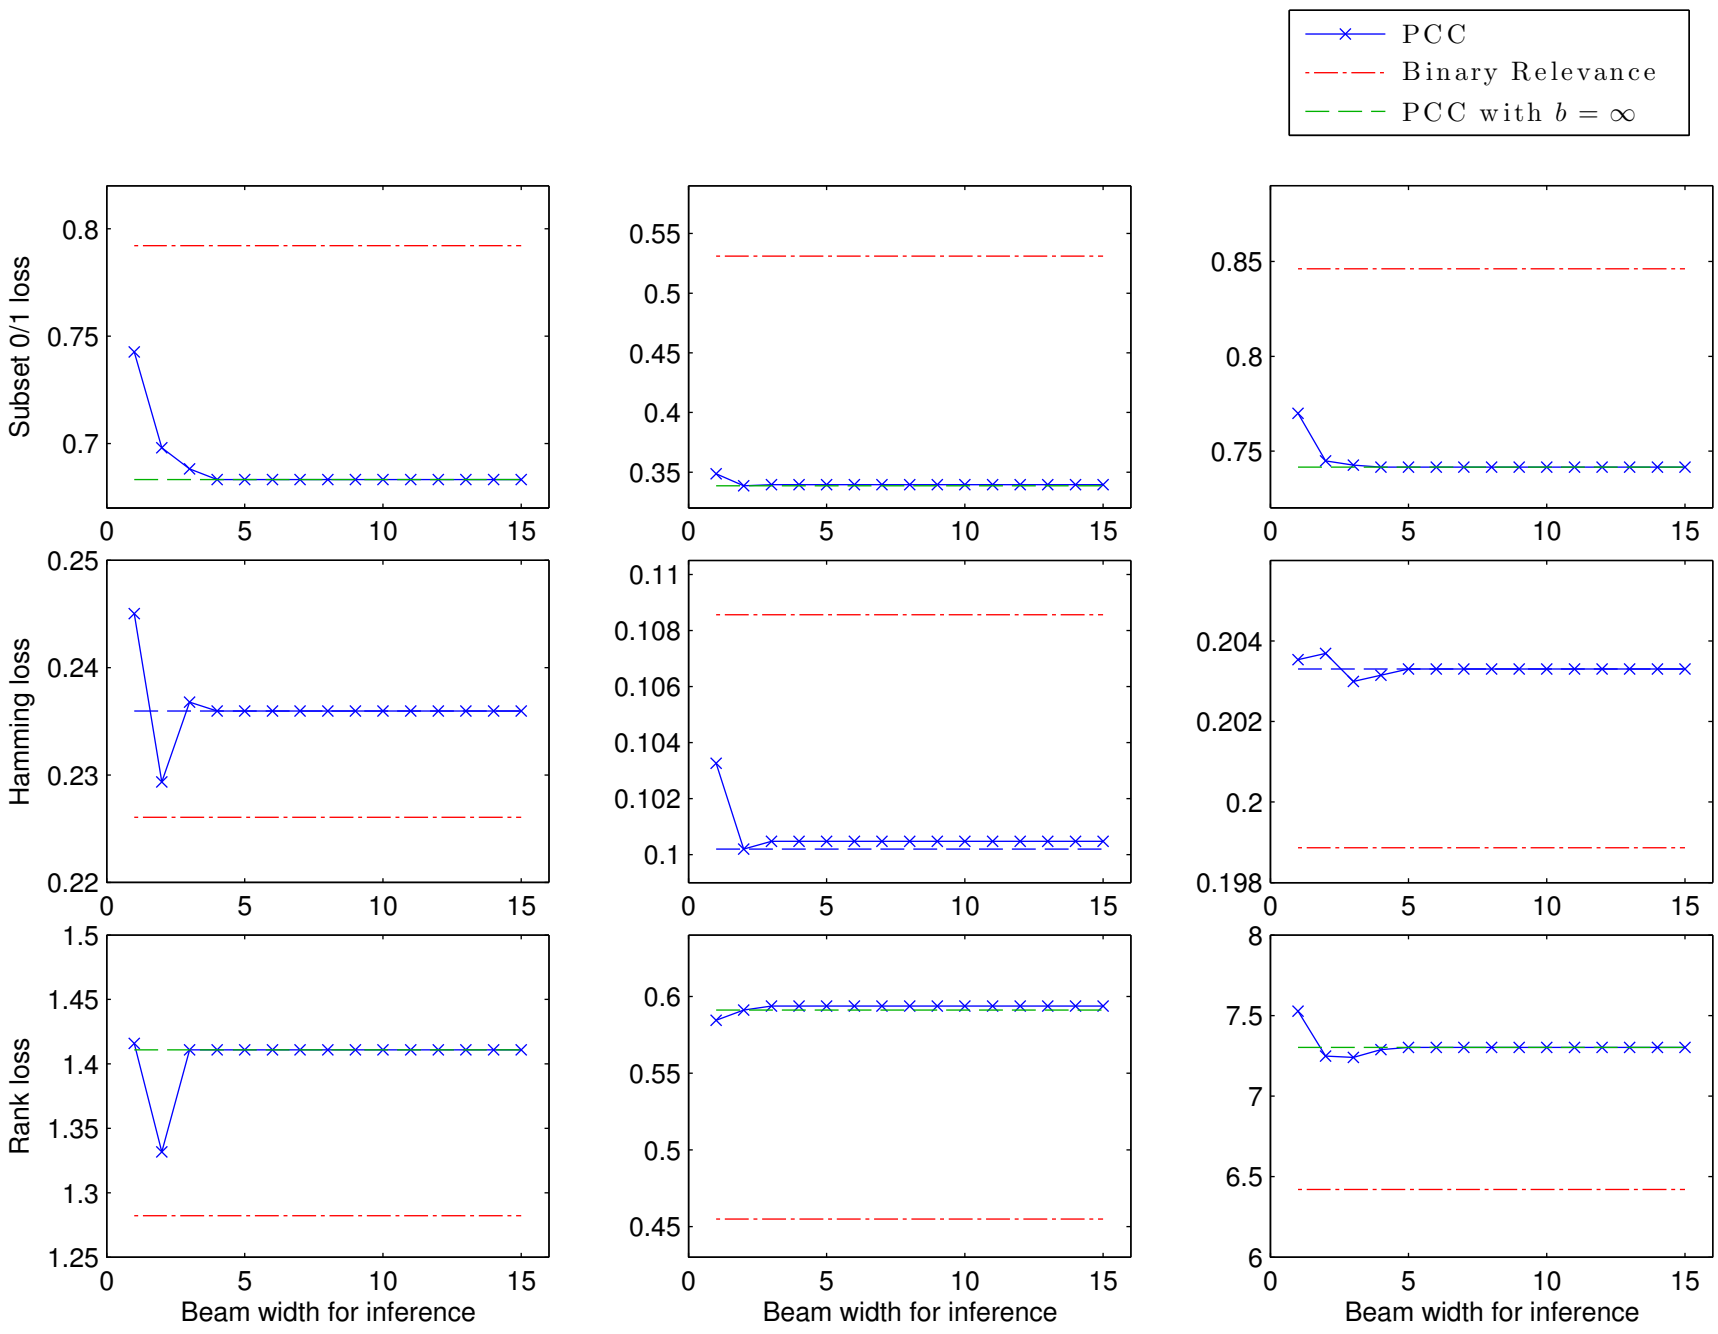 PCC
Binary Relevance
PCC with b = ∞
Subset 0/1 loss
0.8
0.75
0.7
0 5 10 15
0.55
0.5
0.45
0.4
0.35
0 5 10 15
0.85
0.8
0.75
0 5 10 15
Hamming loss
0.25
0.24
0.23
0.22
0 5 10 15
0.11
0.108
0.106
0.104
0.102
0.1
0 5 10 15
0.204
0.202
0.2
0.198
0 5 10 15
Rank loss
1.5
1.45
1.4
1.35
1.3
1.25
0 5 10 15
Beam width for inference
0.6
0.55
0.5
0.45
0 5 10 15
Beam width for inference
8
7.5
7
6.5
6
0 5 10 15
Beam width for inference